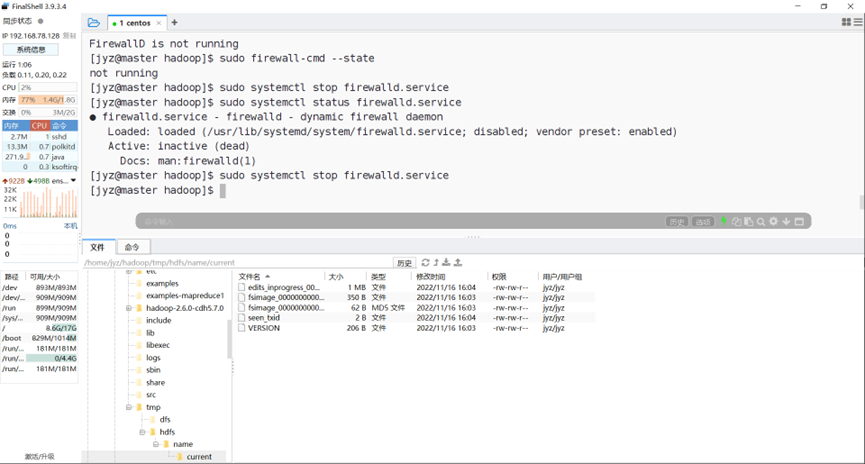 FinalShell 3.9.3.4
同步状态
IP 192.168.78.128 复制
系统信息
运行 1:06
负载 0.11, 0.20, 0.22
CPU 2%
内存 77% 1.4G/1.8G
交换 0% 3M/2G
内存 CPU 命令
2.7M 1 sshd
13.3M 0.7 polkitd
271.9... 0.7 java
0 0.3 ksoftirq
922B 498B ens...
32K
22K
11K
0ms 本机
0
0
0
路径 可用/大小
/dev 893M/893M
/dev/... 909M/909M
/run 899M/909M
/sys/... 909M/909M
/ 8.6G/17G
/boot 829M/1014M
/run/... 181M/181M
/run/... 0/4.4G
/run/... 181M/181M
激活/升级
1 centos × +
FirewallD is not running
[jyz@master hadoop]$ sudo firewall-cmd --state
not running
[jyz@master hadoop]$ sudo systemctl stop firewalld.service
[jyz@master hadoop]$ sudo systemctl status firewalld.service
● firewalld.service - firewalld - dynamic firewall daemon
Loaded: loaded (/usr/lib/systemd/system/firewalld.service; disabled; vendor preset: enabled)
Active: inactive (dead)
Docs: man:firewalld(1)
[jyz@master hadoop]$ sudo systemctl stop firewalld.service
[jyz@master hadoop]$
命令输入 历史 选项
文件 命令
/home/jyz/hadoop/tmp/hdfs/name/current 历史
etc
examples
examples-mapreduce1
hadoop-2.6.0-cdh5.7.0
include
lib
libexec
logs
sbin
share
src
tmp
dfs
hdfs
name
current
文件名 大小 类型 修改时间 权限 用户/用户组
edits_inprogress_00... 1 MB 文件 2022/11/16 16:04 -rw-rw-r-- jyz/jyz
fsimage_0000000000... 350 B 文件 2022/11/16 16:03 -rw-rw-r-- jyz/jyz
fsimage_0000000000... 62 B MD5 文件 2022/11/16 16:03 -rw-rw-r-- jyz/jyz
seen_txid 2 B 文件 2022/11/16 16:04 -rw-rw-r-- jyz/jyz
VERSION 206 B 文件 2022/11/16 16:03 -rw-rw-r-- jyz/jyz